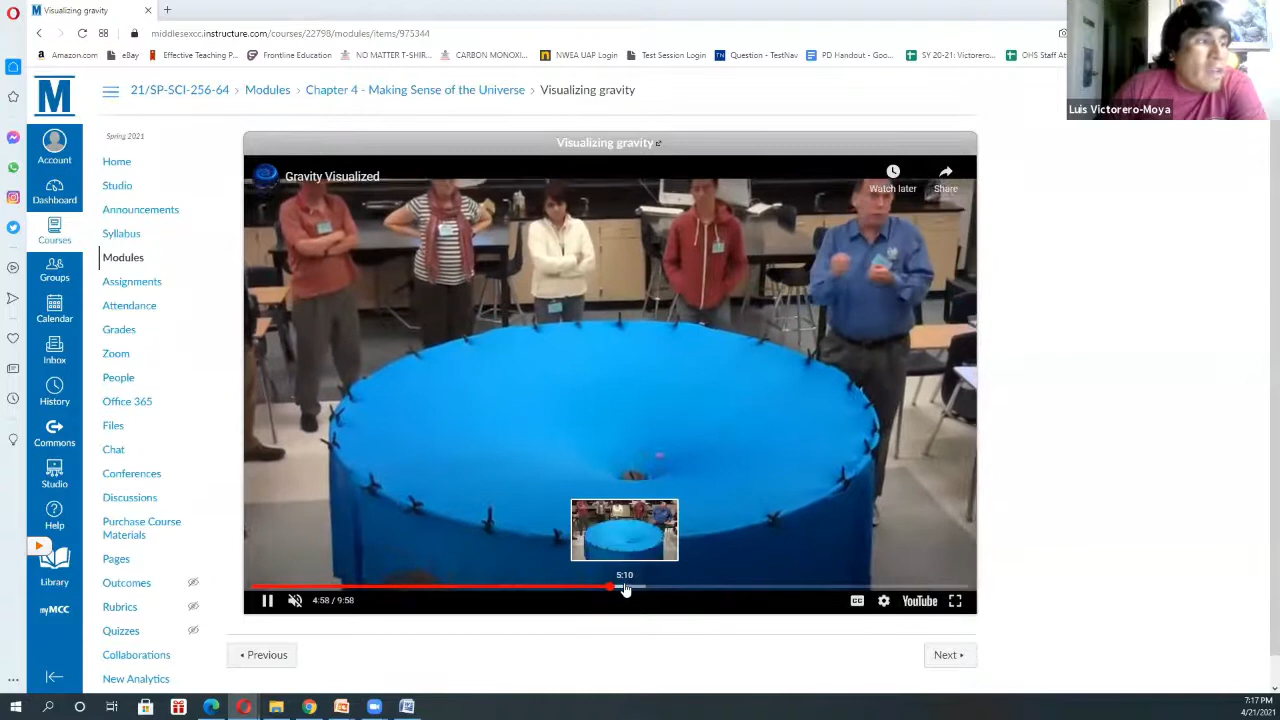 Visualizing gravity
middlesexcc.instructure.com/courses/22798/modules/items/975344
Amazon.com
eBay
Effective Teaching P...
Frontline Education
NO MATTER T-SHIR...
CARBON MONOXI...
NWEA UAP Login
Test Session Login
Question - TestNav
PD Handout - Goo...
SY 20-21: Victorero...
OHS Staff At
Luis Victorero-Moya
M
21/SP-SCI-256-64 › Modules › Chapter 4 - Making Sense of the Universe › Visualizing gravity
Account
Dashboard
Courses
Groups
Calendar
Inbox
History
Commons
Studio
Help
Library
myMCC
Spring 2021
Home
Studio
Announcements
Syllabus
Modules
Assignments
Attendance
Grades
Zoom
People
Office 365
Files
Chat
Conferences
Discussions
Purchase Course
Materials
Pages
Outcomes
Rubrics
Quizzes
Collaborations
New Analytics
Visualizing gravity
Gravity Visualized
Watch later
Share
5:10
4:58 / 9:58
CC
YouTube
Previous
Next
7:17 PM
4/21/2021